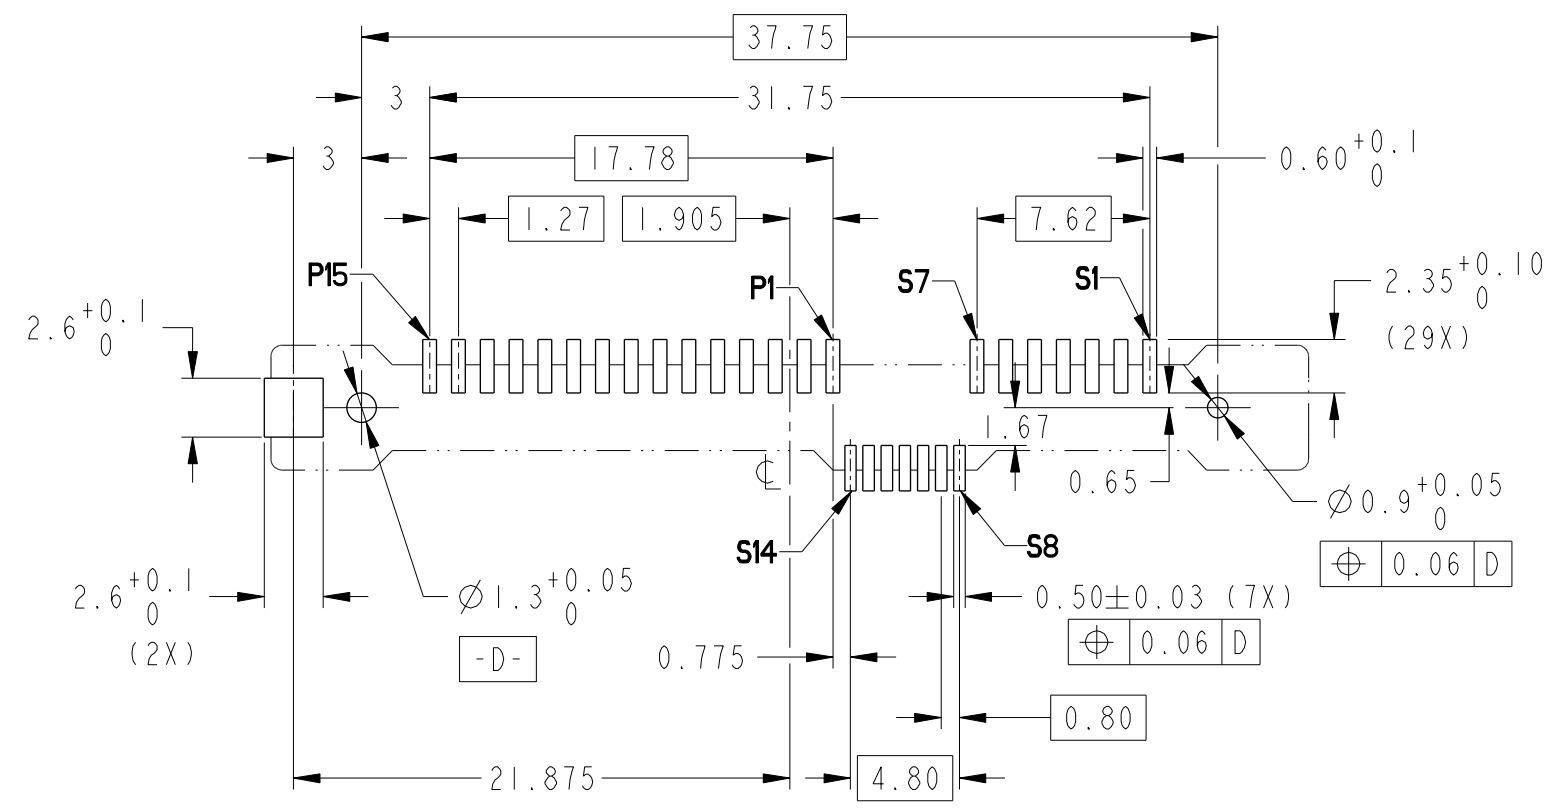 37.75
3
31.75
3
17.78
0.60 +0.1 0
1.27
1.905
7.62
P15
P1
S7
S1
2.35 +0.10 0
(29X)
2.6 +0.1 0
1.67
℄
0.65
Ø0.9 +0.05 0
⌖ 0.06 D
S14
S8
2.6 +0.1 0
(2X)
Ø1.3 +0.05 0
-D-
0.50±0.03 (7X)
⌖ 0.06 D
0.775
0.80
21.875
4.80